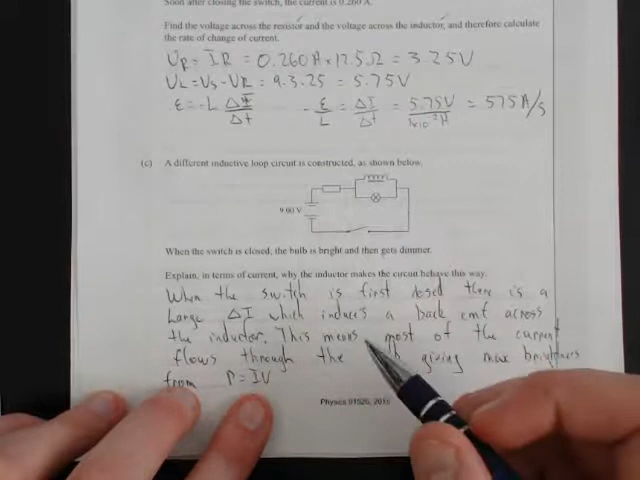 Soon after closing the switch, the current is 0.260 A.
Find the voltage across the resistor and the voltage across the inductor, and therefore calculate
the rate of change of current.
VR = IR = 0.260A × 12.5Ω = 3.25V
VL = VS - VR = 9 - 3.25 = 5.75V
ε = -L ΔI/Δt - ε/L = ΔI/Δt = 5.75V/1×10⁻²H = 575A/s
(c) A different inductive loop circuit is constructed, as shown below.
9.00 V
When the switch is closed, the bulb is bright and then gets dimmer.
Explain, in terms of current, why the inductor makes the circuit behave this way.
When the switch is first closed there is a
Large ΔI which induces a back emf across
the inductor. This means most of the current
flows through the giving max brightness
from P = IV
Physics 91526,